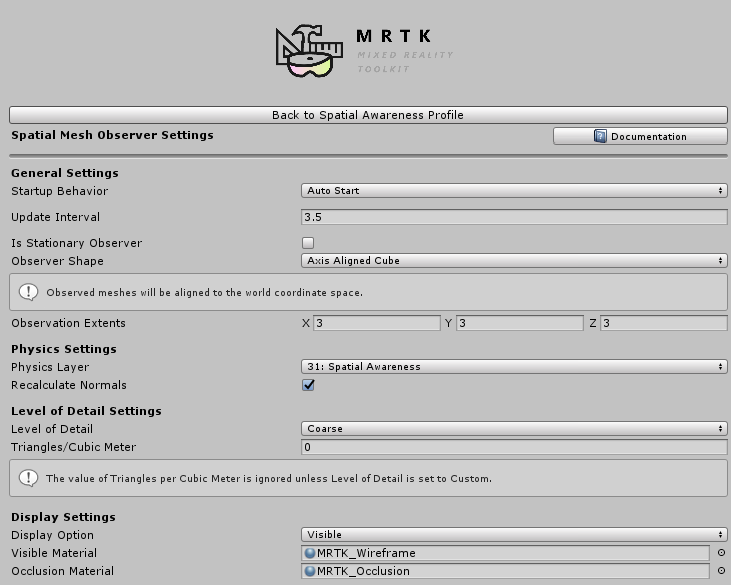 MRTK
MIXED REALITY
TOOLKIT
Back to Spatial Awareness Profile
Spatial Mesh Observer Settings
Documentation
General Settings
Startup Behavior Auto Start
Update Interval 3.5
Is Stationary Observer
Observer Shape Axis Aligned Cube
Observed meshes will be aligned to the world coordinate space.
Observation Extents X 3 Y 3 Z 3
Physics Settings
Physics Layer 31: Spatial Awareness
Recalculate Normals
Level of Detail Settings
Level of Detail Coarse
Triangles/Cubic Meter 0
The value of Triangles per Cubic Meter is ignored unless Level of Detail is set to Custom.
Display Settings
Display Option Visible
Visible Material MRTK_Wireframe
Occlusion Material MRTK_Occlusion